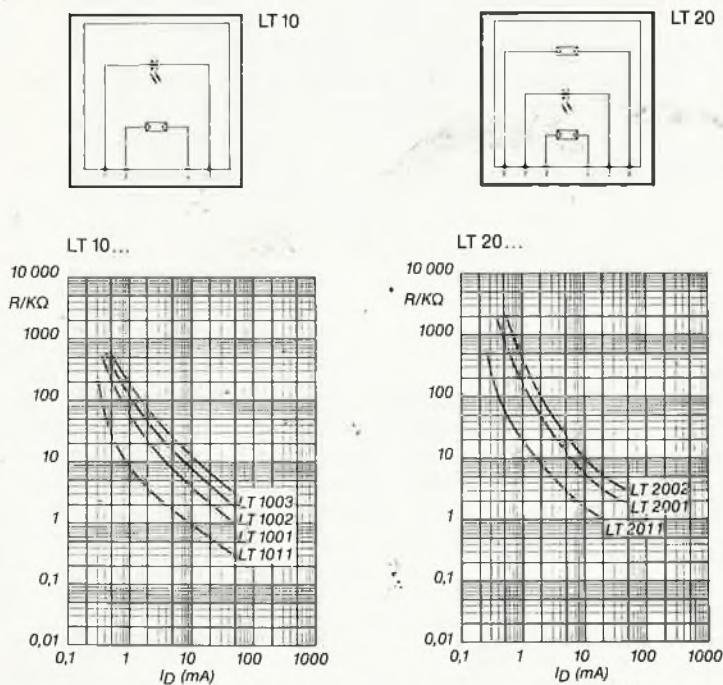 LT 10
LT 20
LT 10...
10 000
R/KΩ
1000
100
10
1
0,1
0,01
LT 1003
LT 1002
LT 1001
LT 1011
0,1 1 10 100 1000
I_D (mA)
LT 20...
10 000
R/KΩ
1000
100
10
1
0,1
0,01
LT 2002
LT 2001
LT 2011
0,1 1 10 100 1000
I_D (mA)